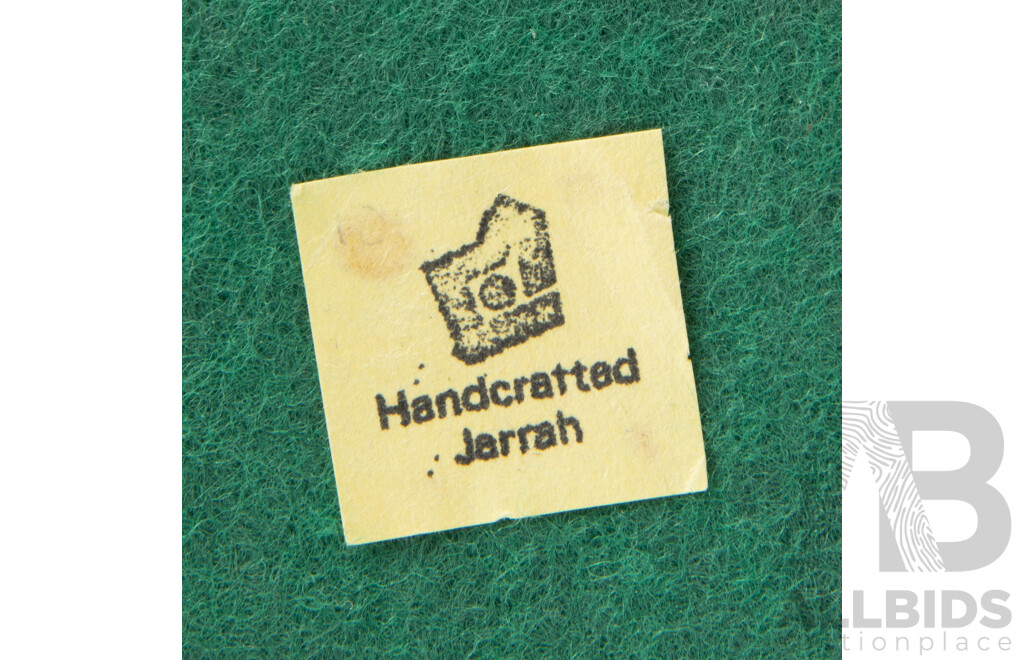 Handcrafted
Jarrah
ALLBIDS
auctionplace